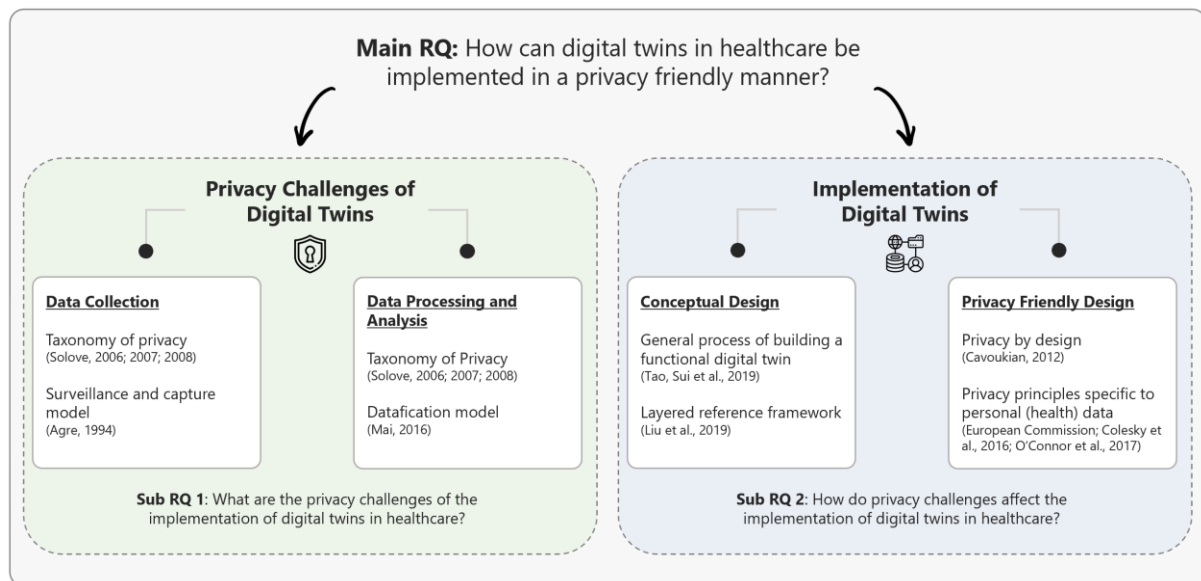 Main RQ: How can digital twins in healthcare be
implemented in a privacy friendly manner?
Privacy Challenges of
Digital Twins
Data Collection
Taxonomy of privacy
(Solove, 2006; 2007; 2008)
Surveillance and capture
model
(Agre, 1994)
Data Processing and
Analysis
Taxonomy of Privacy
(Solove, 2006; 2007; 2008)
Datafication model
(Mai, 2016)
Sub RQ 1: What are the privacy challenges of the
implementation of digital twins in healthcare?
Implementation of
Digital Twins
Conceptual Design
General process of building a
functional digital twin
(Tao, Sui et al., 2019)
Layered reference framework
(Liu et al., 2019)
Privacy Friendly Design
Privacy by design
(Cavoukian, 2012)
Privacy principles specific to
personal (health) data
(European Commission; Colesky et
al., 2016; O'Connor et al., 2017)
Sub RQ 2: How do privacy challenges affect the
implementation of digital twins in healthcare?